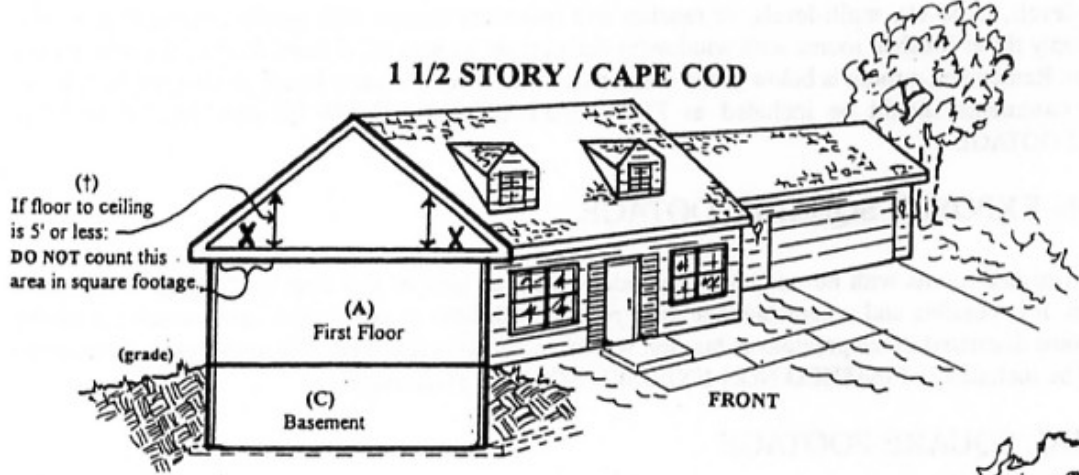 1 1/2 STORY / CAPE COD
(†)
If floor to ceiling
is 5' or less:
DO NOT count this
area in square footage.
X
X
(A)
First Floor
(grade)
(C)
Basement
FRONT